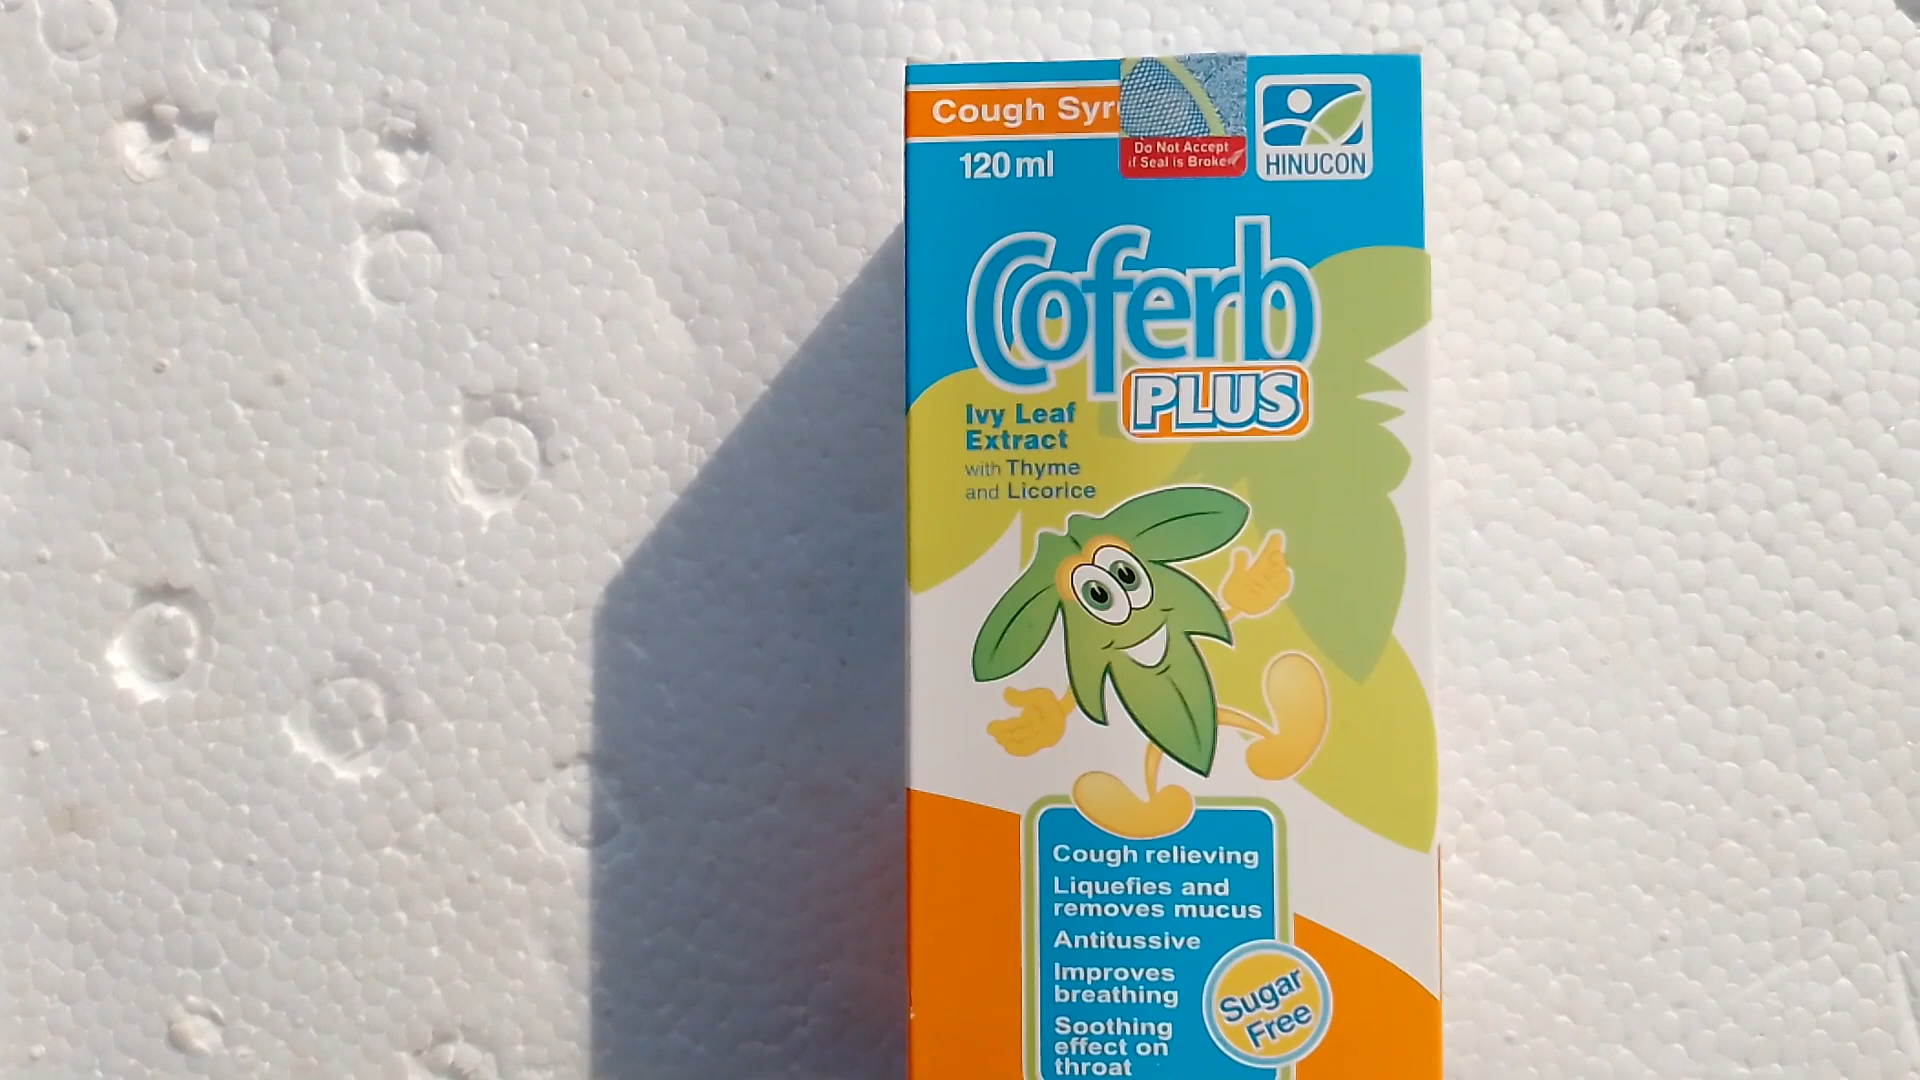 Cough Syr
120 ml
Do Not Accept
if Seal is Broken
HINUCON
Coferb
PLUS
Ivy Leaf
Extract
with Thyme
and Licorice
Cough relieving
Liquefies and
removes mucus
Antitussive
Improves
breathing
Soothing
effect on
throat
Sugar
Free